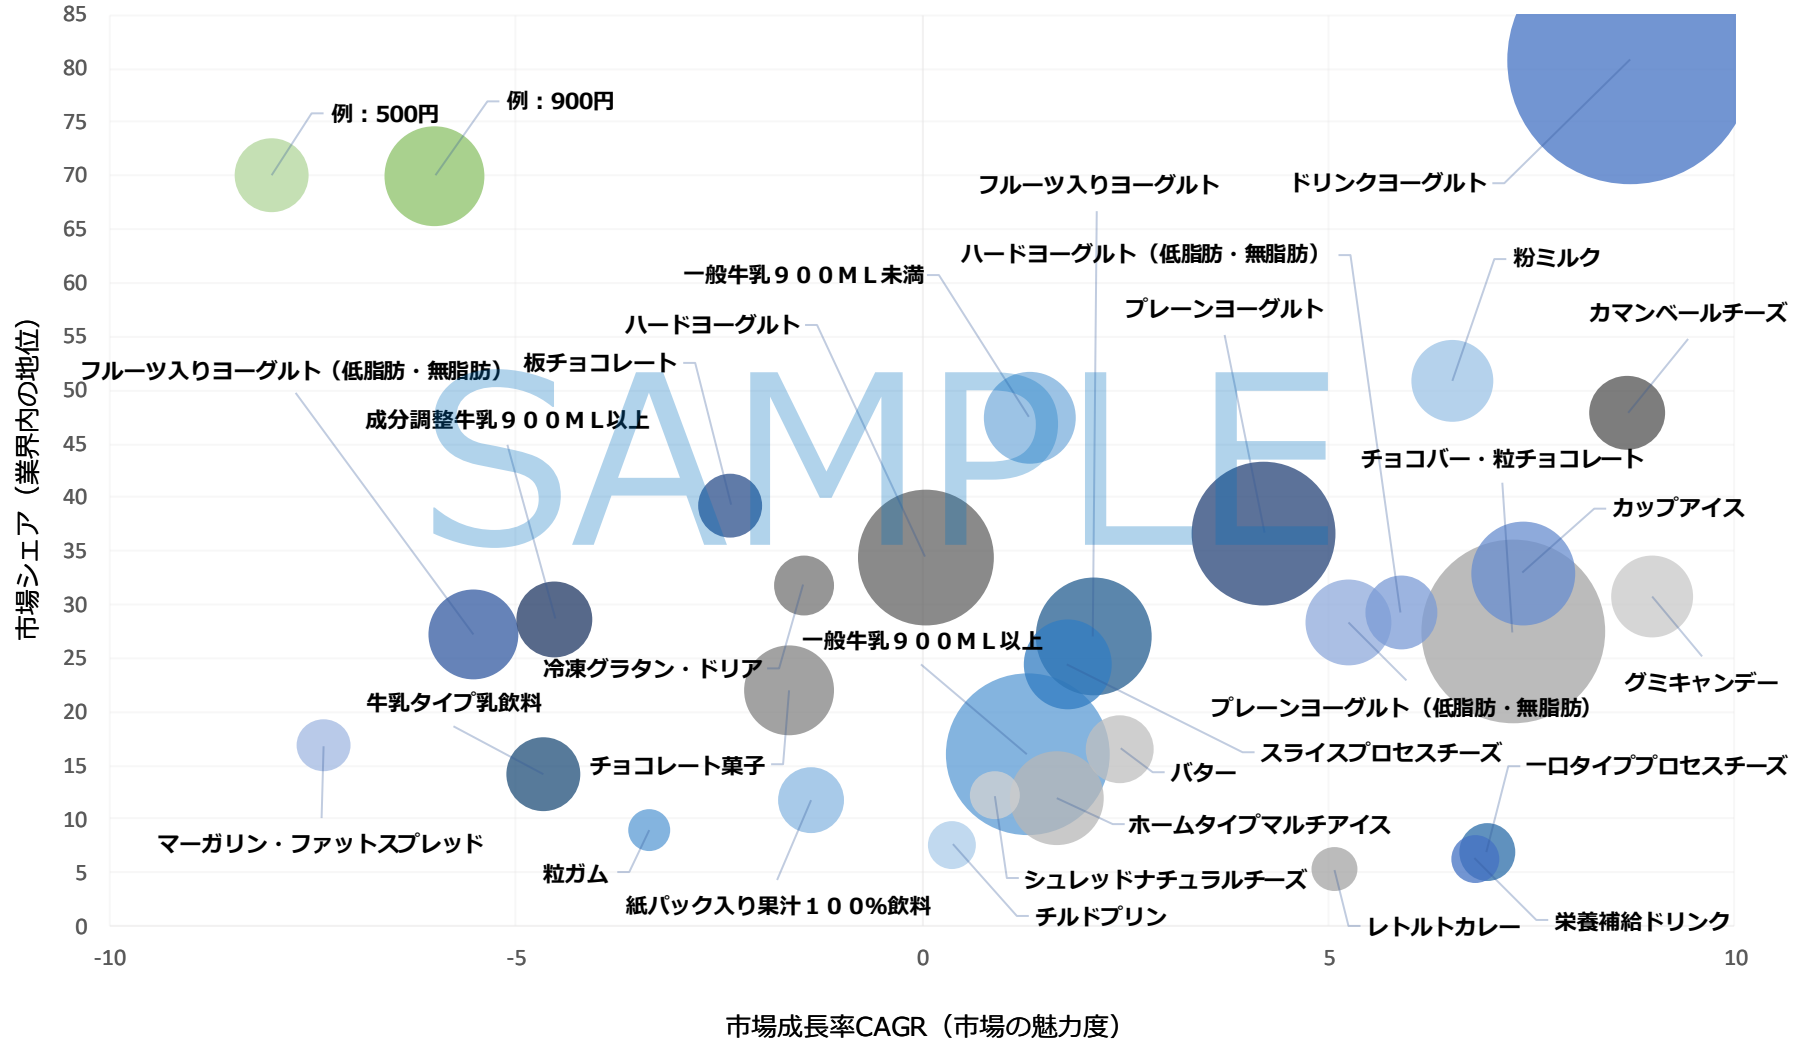 85
80
75
70
65
60
55
50
45
40
35
30
25
20
15
10
5
0
-10
-5
0
5
10
市場シェア（業界内の地位）
市場成長率CAGR（市場の魅力度）
例：500円
例：900円
フルーツ入りヨーグルト
ドリンクヨーグルト
ハードヨーグルト（低脂肪・無脂肪）
粉ミルク
一般牛乳９００ＭＬ未満
プレーンヨーグルト
カマンベールチーズ
ハードヨーグルト
板チョコレート
フルーツ入りヨーグルト（低脂肪・無脂肪）
成分調整牛乳９００ＭＬ以上
SAMPLE
チョコバー・粒チョコレート
カップアイス
一般牛乳９００ＭＬ以上
冷凍グラタン・ドリア
グミキャンデー
牛乳タイプ乳飲料
プレーンヨーグルト（低脂肪・無脂肪）
スライスプロセスチーズ
チョコレート菓子
バター
一口タイププロセスチーズ
マーガリン・ファットスプレッド
ホームタイプマルチアイス
粒ガム
シュレッドナチュラルチーズ
紙パック入り果汁１００％飲料
チルドプリン
レトルトカレー
栄養補給ドリンク